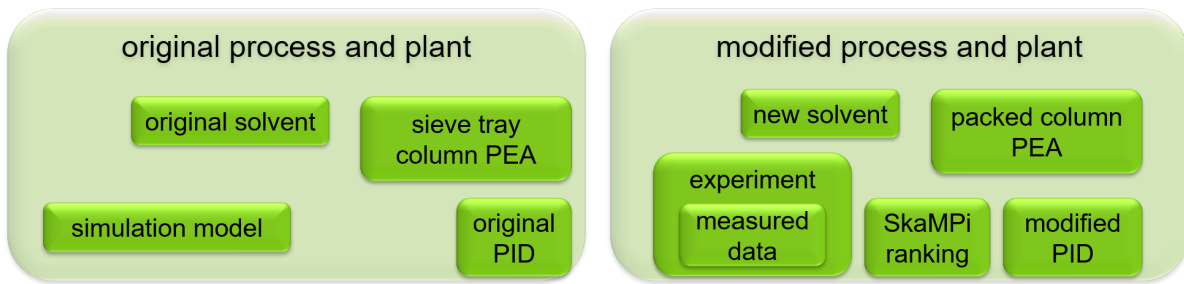 original process and plant
original solvent
sieve tray
column PEA
simulation model
original
PID
modified process and plant
new solvent
packed column
PEA
experiment
measured
data
SkaMPi
ranking
modified
PID